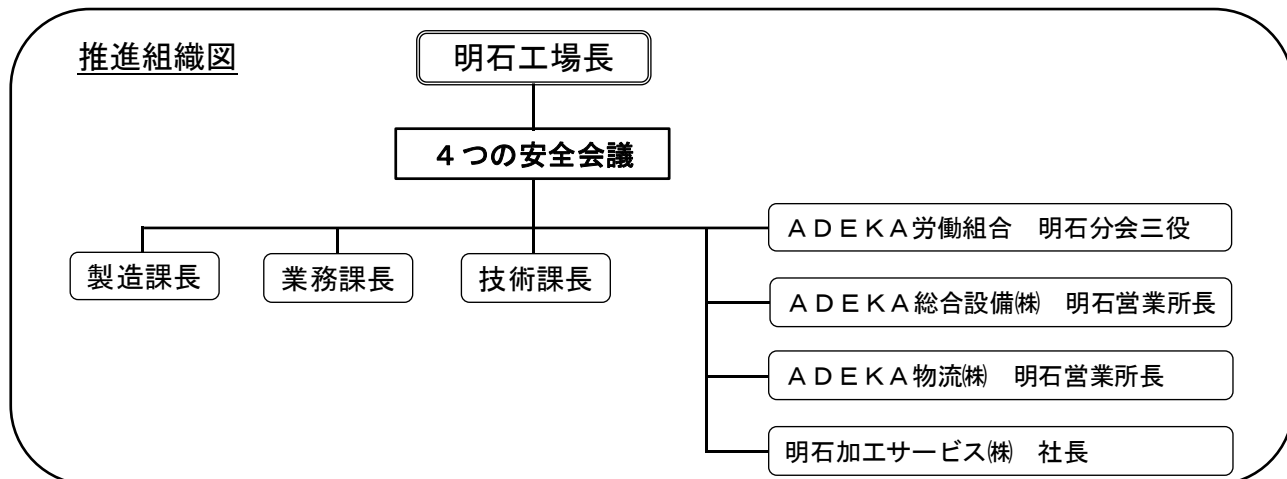 推進組織図
明石工場長
４つの安全会議
製造課長
業務課長
技術課長
ＡＤＥＫＡ労働組合　明石分会三役
ＡＤＥＫＡ総合設備㈱　明石営業所長
ＡＤＥＫＡ物流㈱　明石営業所長
明石加工サービス㈱　社長